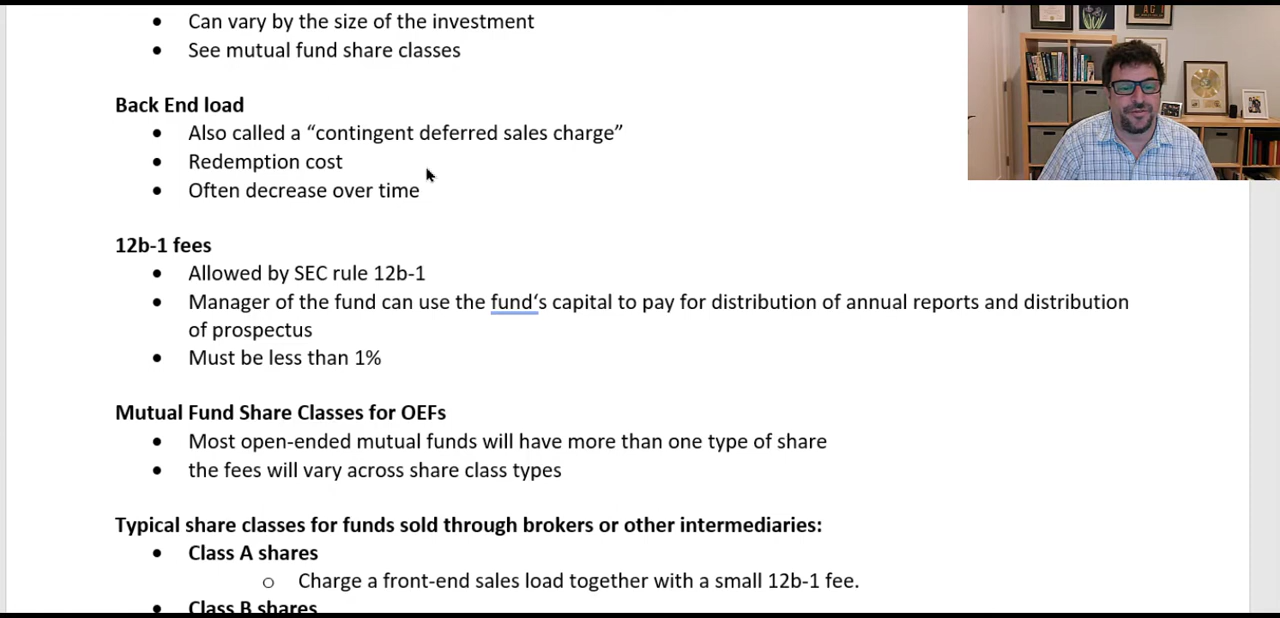 • Can vary by the size of the investment
• See mutual fund share classes
Back End load
• Also called a “contingent deferred sales charge”
• Redemption cost
• Often decrease over time
12b-1 fees
• Allowed by SEC rule 12b-1
• Manager of the fund can use the fund‘s capital to pay for distribution of annual reports and distribution
of prospectus
• Must be less than 1%
Mutual Fund Share Classes for OEFs
• Most open-ended mutual funds will have more than one type of share
• the fees will vary across share class types
Typical share classes for funds sold through brokers or other intermediaries:
• Class A shares
o Charge a front-end sales load together with a small 12b-1 fee.
• Class B shares